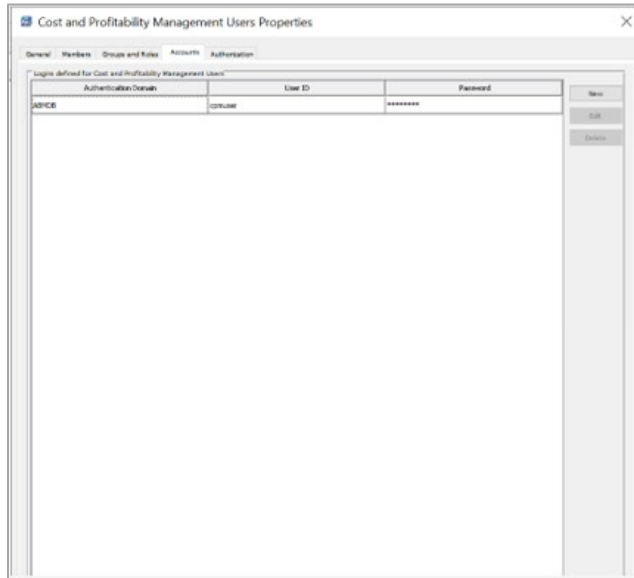 Cost and Profitability Management Users Properties
General Members Groups and Roles Accounts Authorization
Logins defined for Cost and Profitability Management Users
Authentication Domain User ID Password
ABMDB cpmuser ********
New
Edit
Delete